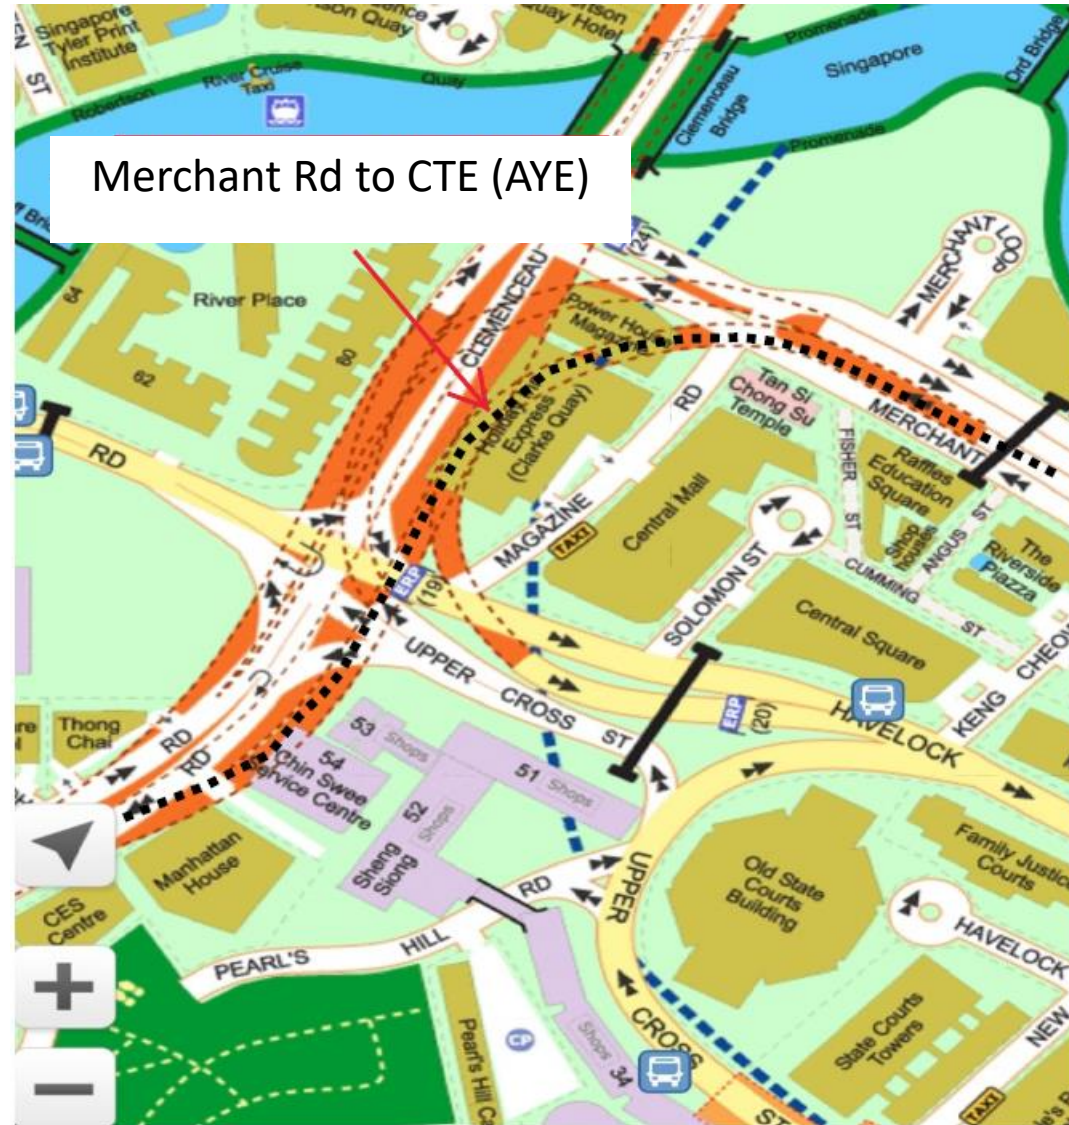 Singapore
Tyler Print
Institute
ST
Quay
Quay Hotel
River Cruise
Taxi
Robertson
Quay
Promenade
Singapore
Ord Bridge
Clemenceau
Bridge
Promenade
Merchant Rd to CTE (AYE)
(24)
MERCHANT LOOP
CLEMENCEAU
River Place
64
80
62
Power House
Magazine
Holiday
Express
(Clarke Quay)
RD
Tan Si
Chong Su
Temple
MERCHANT
FISHER ST
Raffles
Education
Square
RD
MAGAZINE
TAXI
Central Mall
Shop
houses
ANGUS ST
The
Riverside
Piazza
CUMMING ST
SOLOMON ST
ERP
(19)
Central Square
UPPER CROSS ST
KENG CHEOW
HAVELOCK
ERP
(20)
Thong
Chai
RD
RD
53 Shops
54
Chin Swee
Service Centre
51 Shops
52
Shops
Sheng
Siong
Manhattan
House
CES
Centre
UPPER
Old State
Courts
Building
Family Justice
Courts
RD
HILL
PEARL'S
HAVELOCK
CROSS
State Courts
Towers
NEW
Pearl's Hill
CP
Shops
34
ST
TAXI